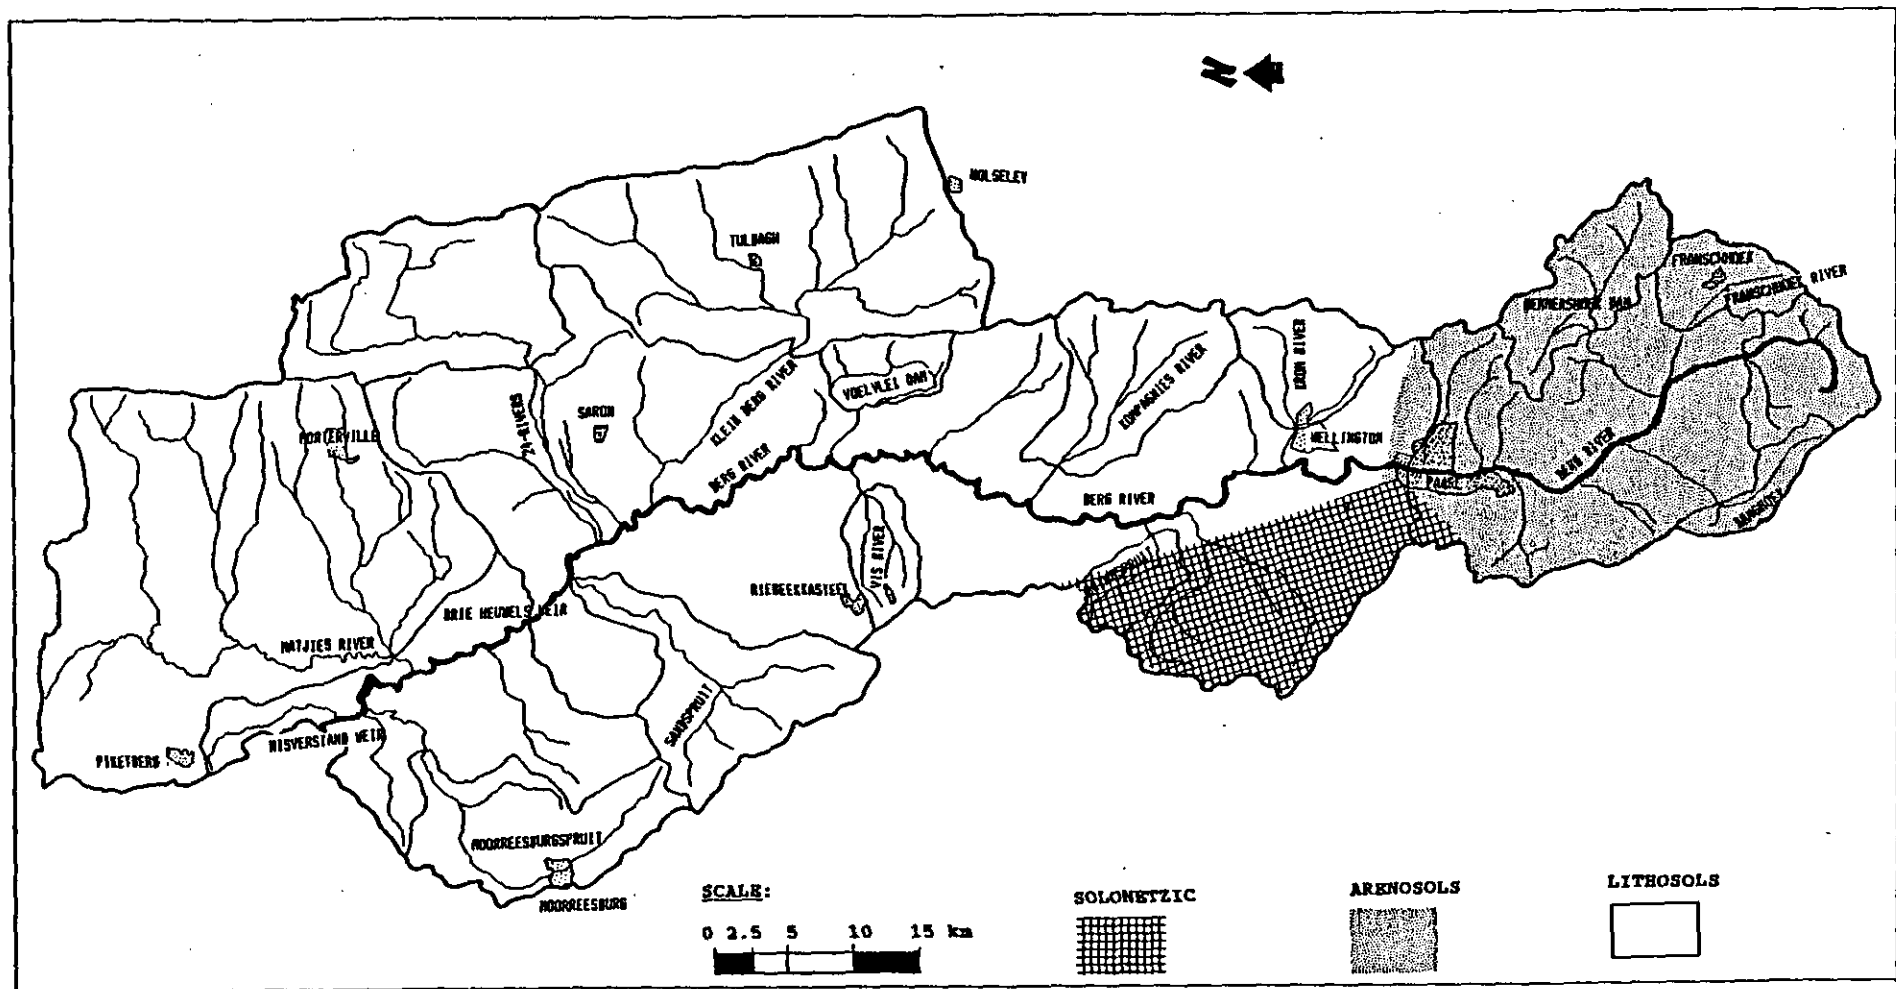 N
WOLSELEY
TULBAGH
FRANSCHHOEK
FRANSCHHOEK RIVER
WEMMERSHOEK DAM
KROM RIVER
KOMPAGNIES RIVER
VOELVLEI DAM
KLEIN BERG RIVER
24-RIVERS
SARON
PORTERVILLE
WELLINGTON
BERG RIVER
BERG RIVER
BERG RIVER
PAARL
BANGHOEK
VIS RIVER
RIEBEEKKASTEEL
DRIE HEUWELS WEIR
MATJIES RIVER
SANDSPRUIT
MISVERSTAND WEIR
PIKETBERG
MOORREESBURGSPRUIT
MOORREESBURG
SCALE:
0 2.5 5 10 15 km
SOLONETZIC
ARENOSOLS
LITHOSOLS